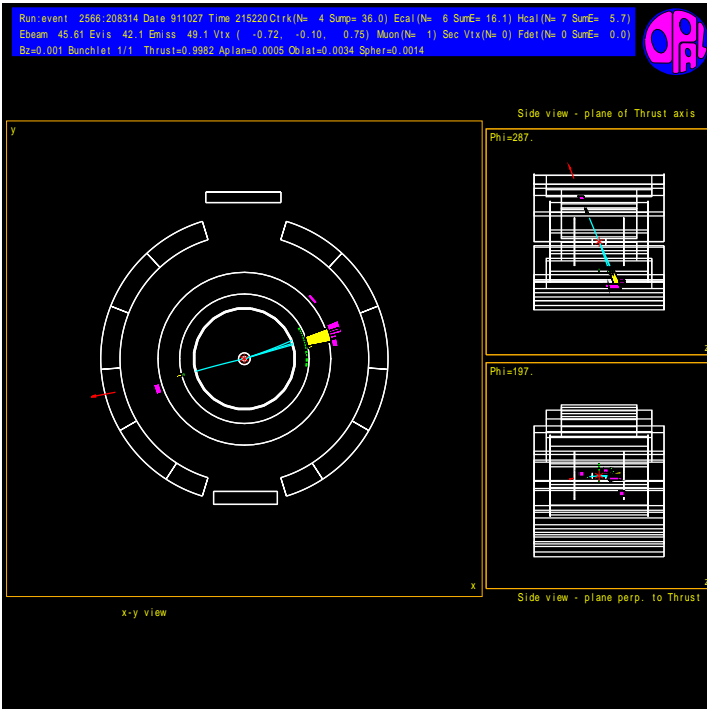 Run:event 2566:208314 Date 911027 Time 215220 Ctrk(N= 4 Sump= 36.0) Ecal(N= 6 SumE= 16.1) Hcal(N= 7 SumE= 5.7)
Ebeam 45.61 Evis 42.1 Emiss 49.1 Vtx ( -0.72, -0.10, 0.75) Muon(N= 1) Sec Vtx(N= 0) Fdet(N= 0 SumE= 0.0)
Bz=0.001 Bunchlet 1/1 Thrust=0.9982 Aplan=0.0005 Oblat=0.0034 Spher=0.0014
OPAL
Side view - plane of Thrust axis
y
Phi=287.
z
Phi=197.
x
z
Side view - plane perp. to Thrust
x-y view